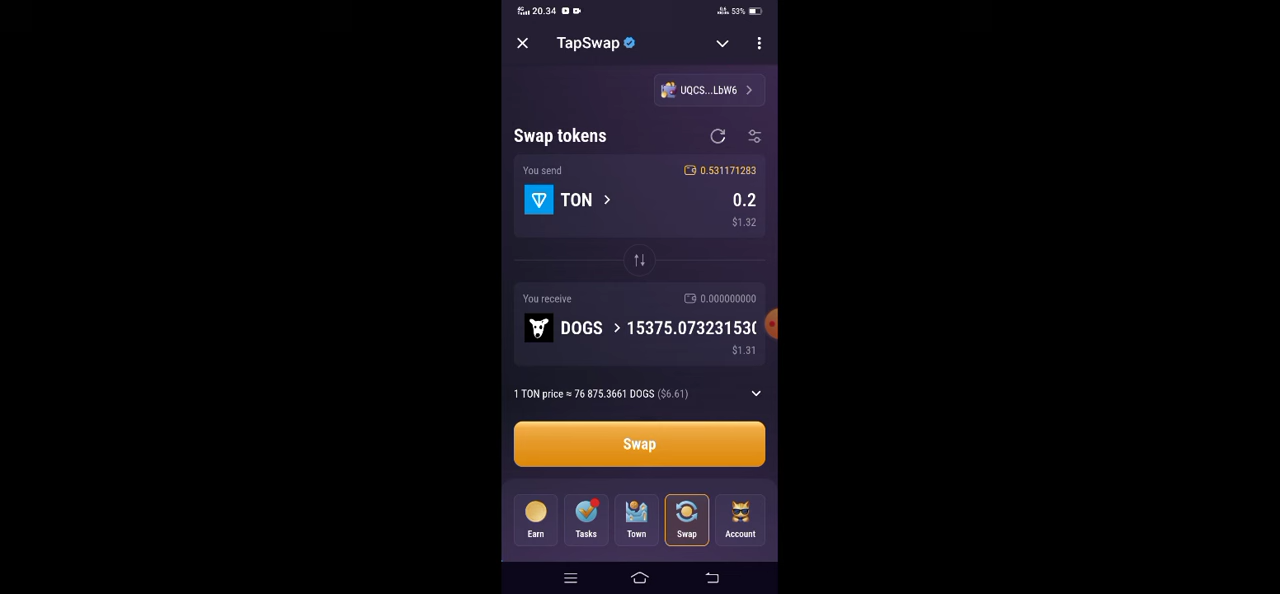 20.34 53%
TapSwap
UQCS...LbW6
Swap tokens
You send 0.531171283
TON 0.2
$1.32
You receive 0.000000000
DOGS 15375.07323153
$1.31
1 TON price ≈ 76 875.3661 DOGS ($6.61)
Swap
Earn Tasks Town Swap Account